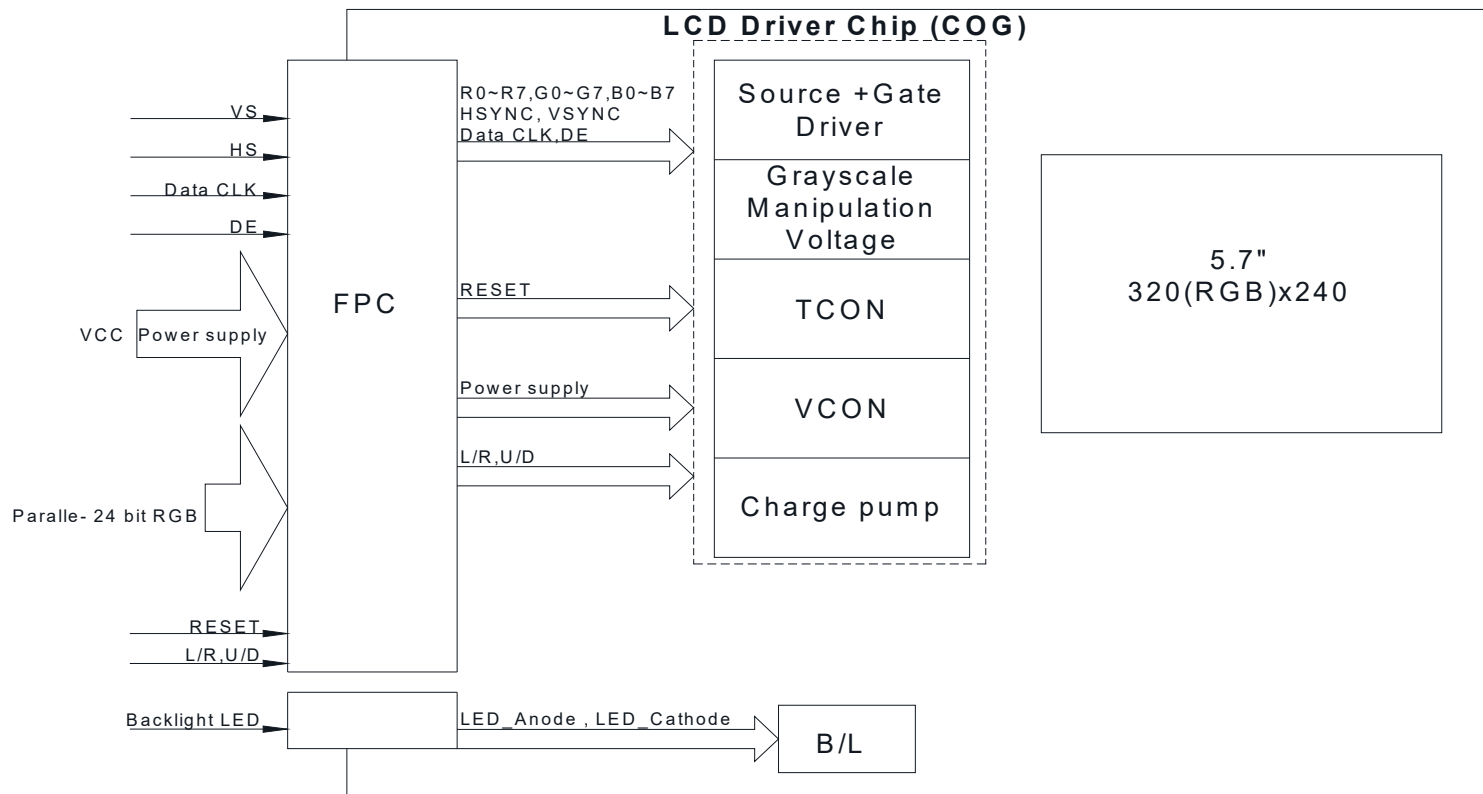 LCD Driver Chip (COG)
VS
HS
Data CLK
DE
VCC Power supply
Paralle- 24 bit RGB
RESET
L/R,U/D
Backlight LED
FPC
R0~R7,G0~G7,B0~B7
HSYNC, VSYNC
Data CLK,DE
RESET
Power supply
L/R,U/D
LED_Anode , LED_Cathode
Source +Gate
Driver
Grayscale
Manipulation
Voltage
TCON
VCON
Charge pump
B/L
5.7"
320(RGB)x240